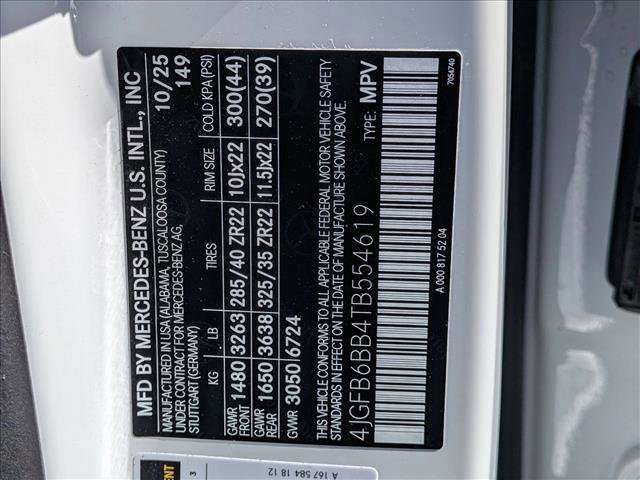 MFD BY MERCEDES-BENZ U.S. INTL., INC
MANUFACTURED IN USA (ALABAMA, TUSCALOOSA COUNTY) 10/25
UNDER CONTRACT FOR MERCEDES-BENZ AG, 149
STUTTGART (GERMANY)
KG LB TIRES RIM SIZE COLD KPA (PSI)
GAWR FRONT 1480 3263 285/40 ZR22 10Jx22 300(44)
GAWR REAR 1650 3638 325/35 ZR22 11.5Jx22 270(39)
GVWR 3050 6724
THIS VEHICLE CONFORMS TO ALL APPLICABLE FEDERAL MOTOR VEHICLE SAFETY
STANDARDS IN EFFECT ON THE DATE OF MANUFACTURE SHOWN ABOVE.
4JGFB6BB4TB554619 TYPE: MPV
A 000 817 52 04
7054740
A 167 584 18 12
3